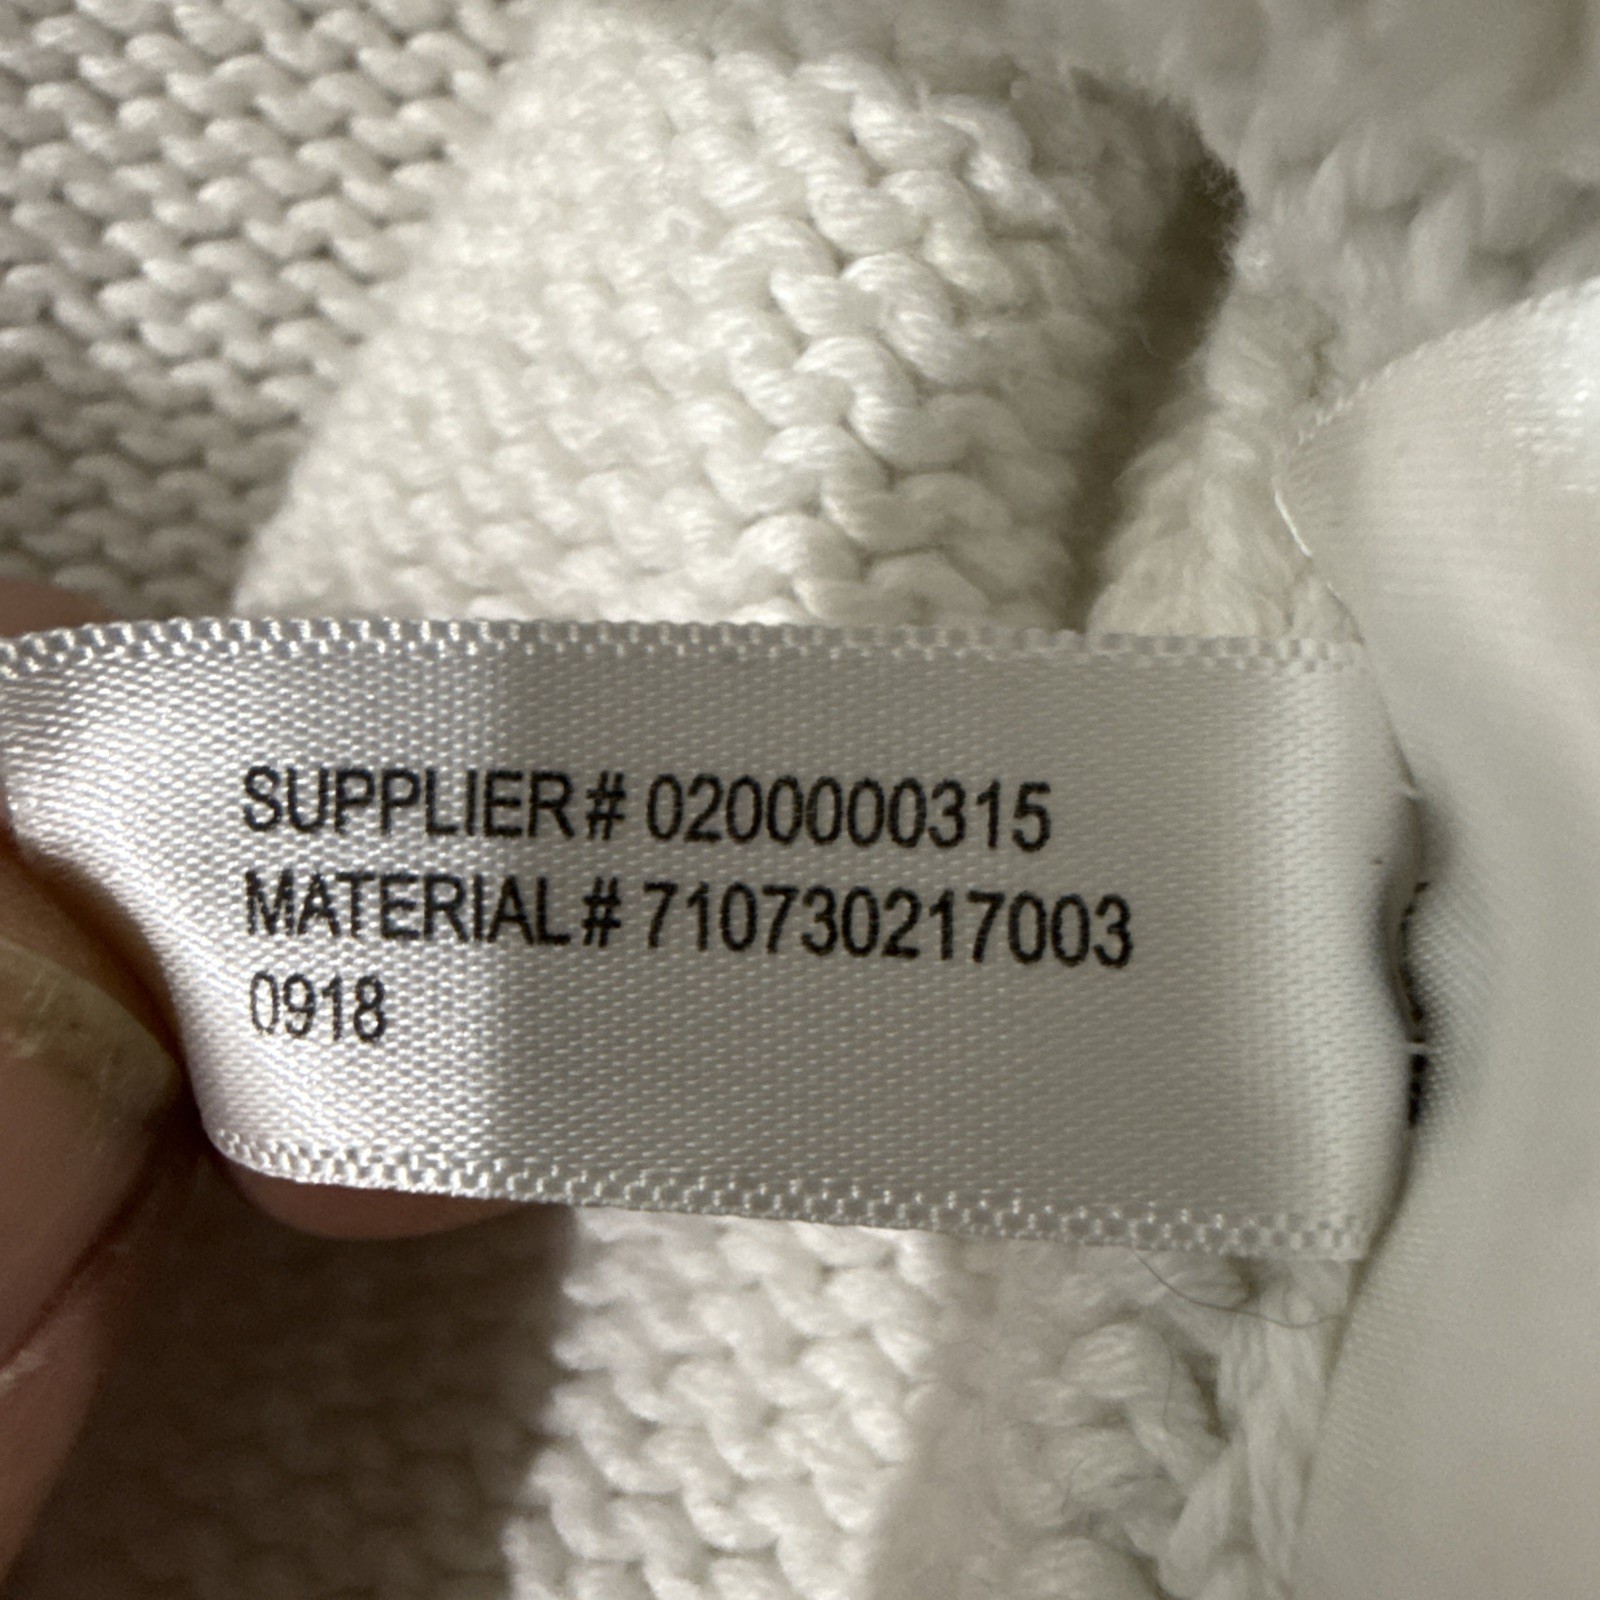 SUPPLIER# 0200000315
MATERIAL# 710730217003
0918